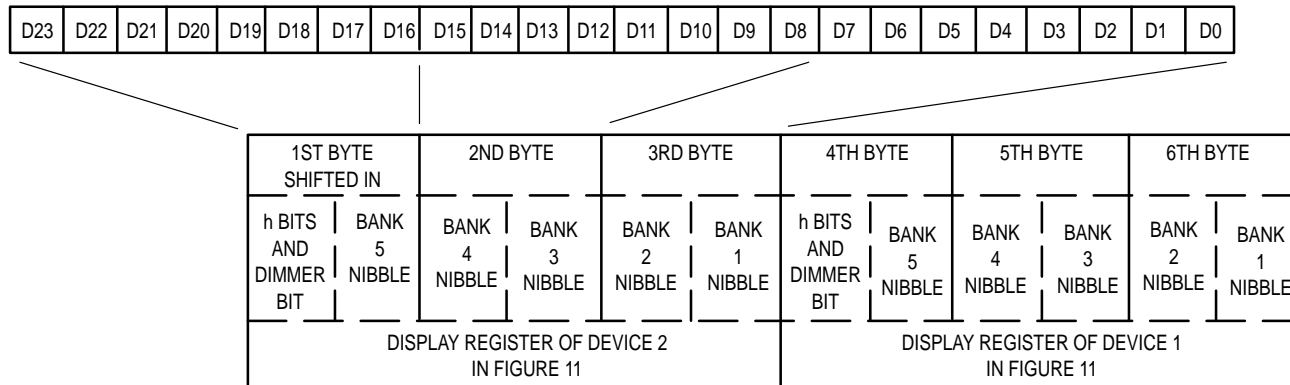 D23 D22 D21 D20 D19 D18 D17 D16 D15 D14 D13 D12 D11 D10 D9 D8 D7 D6 D5 D4 D3 D2 D1 D0
1ST BYTE
SHIFTED IN
2ND BYTE
3RD BYTE
4TH BYTE
5TH BYTE
6TH BYTE
h BITS
AND
DIMMER
BIT
BANK
5
NIBBLE
BANK
4
NIBBLE
BANK
3
NIBBLE
BANK
2
NIBBLE
BANK
1
NIBBLE
h BITS
AND
DIMMER
BIT
BANK
5
NIBBLE
BANK
4
NIBBLE
BANK
3
NIBBLE
BANK
2
NIBBLE
BANK
1
NIBBLE
DISPLAY REGISTER OF DEVICE 2
IN FIGURE 11
DISPLAY REGISTER OF DEVICE 1
IN FIGURE 11